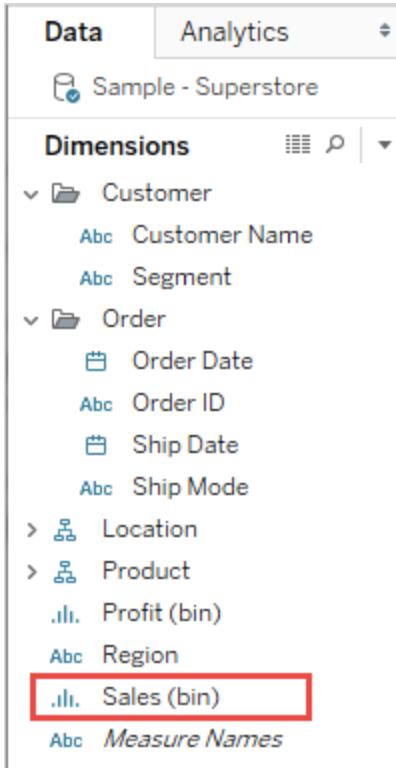 Data Analytics
Sample - Superstore
Dimensions
Customer
Abc Customer Name
Abc Segment
Order
Order Date
Abc Order ID
Ship Date
Abc Ship Mode
Location
Product
Profit (bin)
Abc Region
Sales (bin)
Abc Measure Names